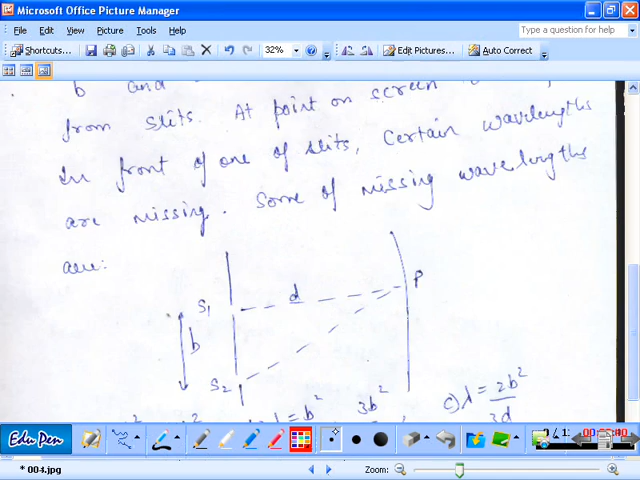 Microsoft Office Picture Manager
File Edit View Picture Tools Help
Type a question for help
Shortcuts... 32% Edit Pictures... Auto Correct
b and
from slits. At point on screen
In front of one of slits, Certain wavelengths
are missing. Some of missing wavelengths
are:
S1 d P
b
S2
λ = b²
3b²
c) λ = 2b²
3d
Edu Pen
*004.jpg
Zoom: